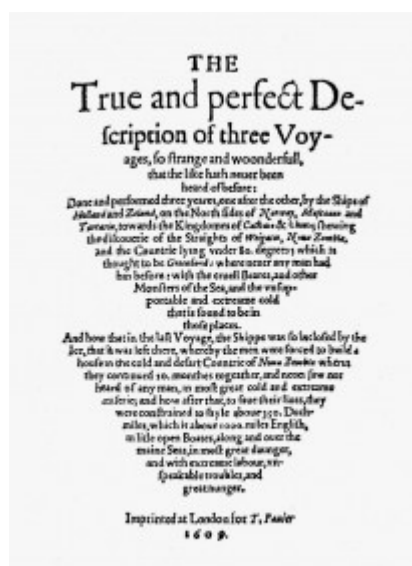 THE
True and perfect De-
ſcription of three Voy-
ages, ſo ſtrange and woonderfull,
that the like hath neuer been
heard of before:
Done and performed three yeares, one after the other, by the Ships of
Holland and Zeland, on the North ſides of Norway, Muſcouia and
Tartaria, towards the Kingdomes of Cathaia & China; ſhewing
the diſcouerie of the Straights of Weigates, Noua Zembla,
and the Countrie lying vnder 80. degrees; which is
thought to be Greenland: where neuer any man had
bin before: with the cruell Beares, and other
Monſters of the Sea, and the vnſup-
portable and extreame cold
that is found to be in
thoſe places.
And how that in the laſt Voyage, the Shippe was ſo incloſed by the
Ice, that it was left there, whereby the men were forced to build a
houſe in the cold and deſart Countrie of Noua Zembla, wherin
they continued 10. monthes togeather, and neuer ſaw nor
heard of any man, in moſt great cold and extreame
miſerie; and how after that, to ſaue their liues, they
were conſtrained to ſayle aboue 350. Duch
miles, which is aboue 1000. miles Engliſh,
in litle open Boates, along and ouer the
maine Seas, in moſt great daunger,
and with extreame labour, vn-
ſpeakable troubles, and
great hunger.
Imprinted at London for T. Pauier
1609.